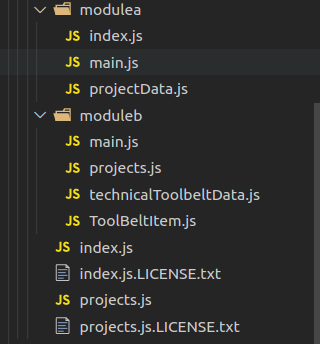 modulea
JS index.js
JS main.js
JS projectData.js
moduleb
JS main.js
JS projects.js
JS technicalToolbeltData.js
JS ToolBeltItem.js
JS index.js
index.js.LICENSE.txt
JS projects.js
projects.js.LICENSE.txt